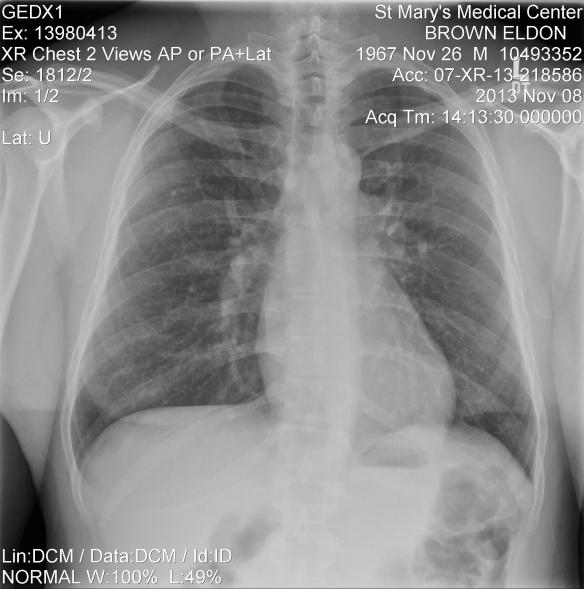 GEDX1
Ex: 13980413
XR Chest 2 Views AP or PA+Lat
Se: 1812/2
Im: 1/2
Lat: U
St Mary's Medical Center
BROWN ELDON
1967 Nov 26 M 10493352
Acc: 07-XR-13-218586
2013 Nov 08
Acq Tm: 14:13:30.000000
L
Lin:DCM / Data:DCM / Id:ID
NORMAL W:100% L:49%